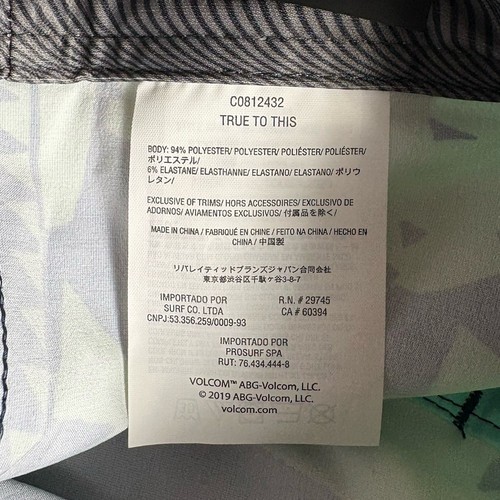 C0812432
TRUE TO THIS
BODY: 94% POLYESTER/ POLYESTER/ POLIÉSTER/ POLIÉSTER/
ポリエステル/
6% ELASTANE/ ELASTHANNE/ ELASTANO/ ELASTANO/ ポリウ
レタン/
EXCLUSIVE OF TRIMS/ HORS ACCESSOIRES/ EXCLUSIVO DE
ADORNOS/ AVIAMENTOS EXCLUSIVOS/ 付属品を除く/
MADE IN CHINA / FABRIQUÉ EN CHINE / FEITO NA CHINA / HECHO EN
CHINA / 中国製
リバレイティッドブランズジャパン合同会社
東京都渋谷区千駄ヶ谷3-8-7
IMPORTADO POR
SURF CO. LTDA
CNPJ:53.356.259/0009-93
R.N. # 29745
CA # 60394
IMPORTADO POR
PROSURF SPA
RUT: 76.434.444-8
VOLCOM™ ABG-Volcom, LLC.
© 2019 ABG-Volcom, LLC.
volcom.com